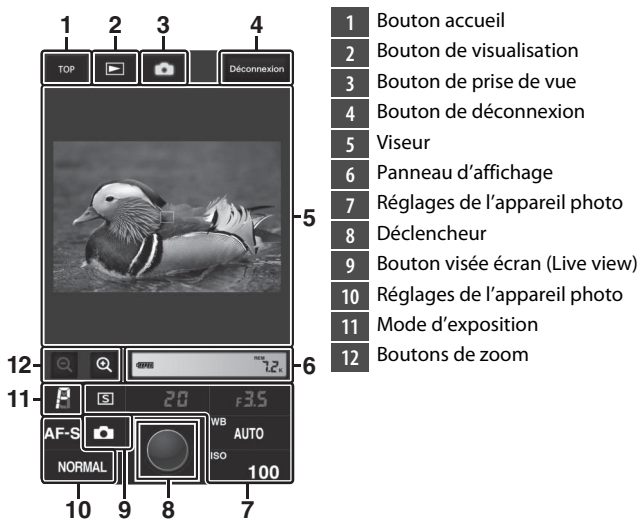 1 2 3 4
TOP Déconnexion
5
12 REM 7.2 K 6
11 P S 20 F3.5
AF-S WB AUTO
NORMAL ISO 100
10 9 8 7
1 Bouton accueil
2 Bouton de visualisation
3 Bouton de prise de vue
4 Bouton de déconnexion
5 Viseur
6 Panneau d’affichage
7 Réglages de l’appareil photo
8 Déclencheur
9 Bouton visée écran (Live view)
10 Réglages de l’appareil photo
11 Mode d’exposition
12 Boutons de zoom